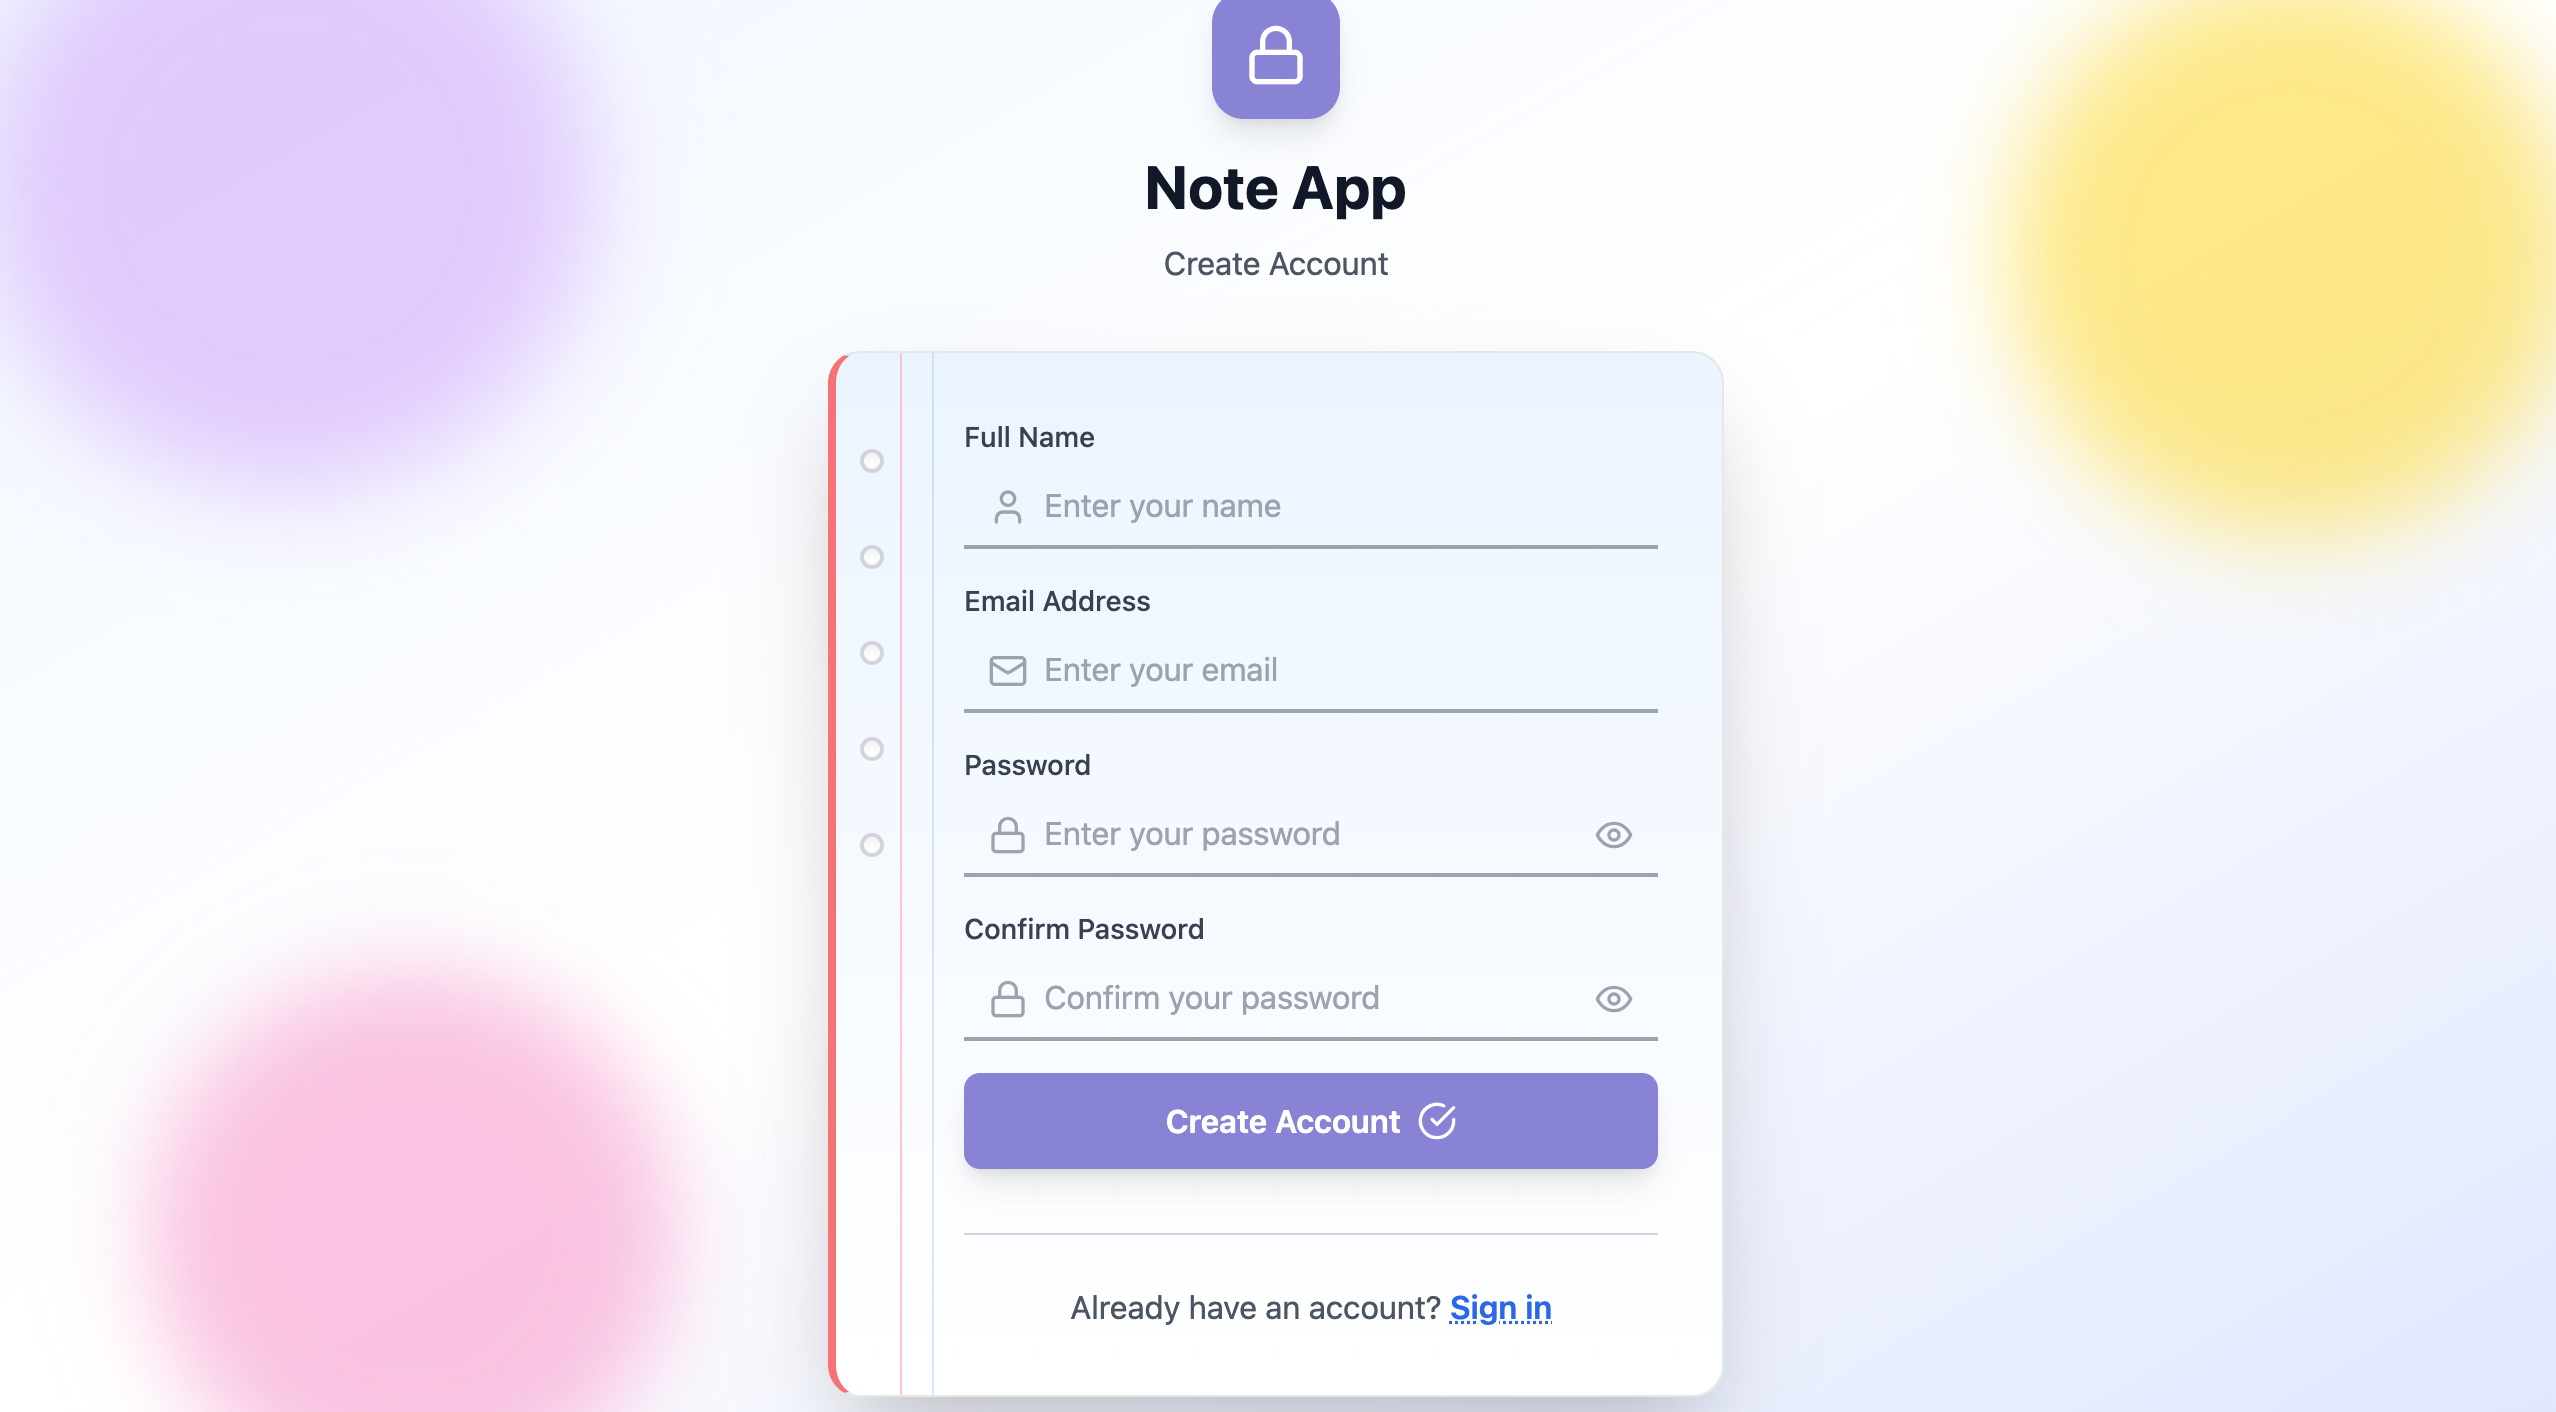 Note App
Create Account
Full Name
Enter your name
Email Address
Enter your email
Password
Enter your password
Confirm Password
Confirm your password
Create Account
Already have an account? Sign in